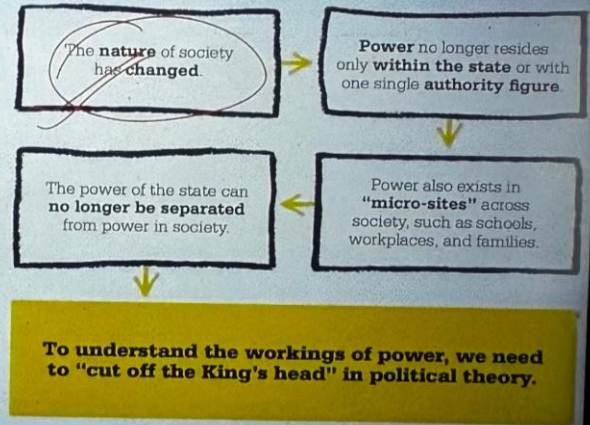 The nature of society
has changed.
Power no longer resides
only within the state or with
one single authority figure.
Power also exists in
"micro-sites" across
society, such as schools,
workplaces, and families.
The power of the state can
no longer be separated
from power in society.
To understand the workings of power, we need
to "cut off the King's head" in political theory.